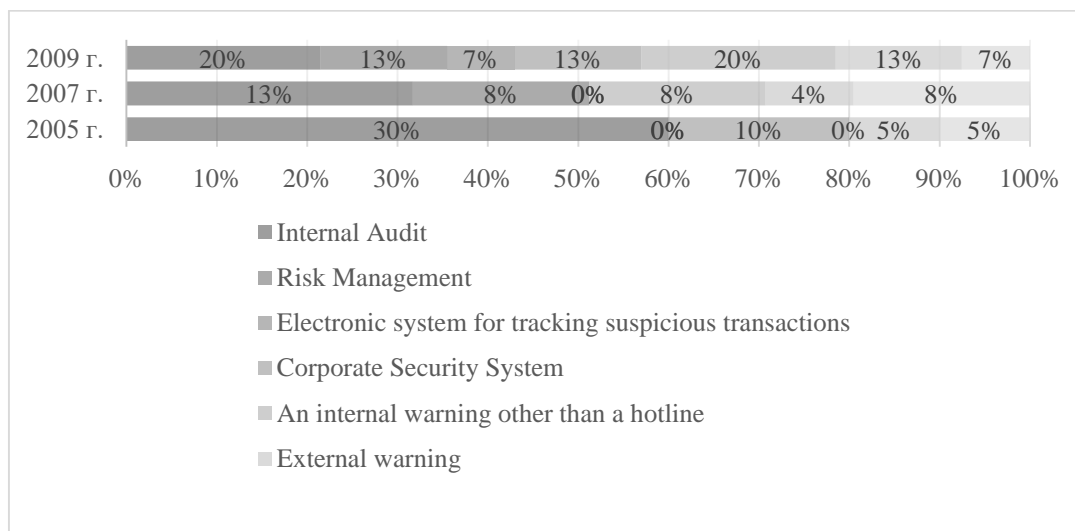 2009 г. 20% 13% 7% 13% 20% 13% 7%
2007 г. 13% 8% 0% 8% 4% 8%
2005 г. 30% 0% 10% 0% 5% 5%
0% 10% 20% 30% 40% 50% 60% 70% 80% 90% 100%
Internal Audit
Risk Management
Electronic system for tracking suspicious transactions
Corporate Security System
An internal warning other than a hotline
External warning